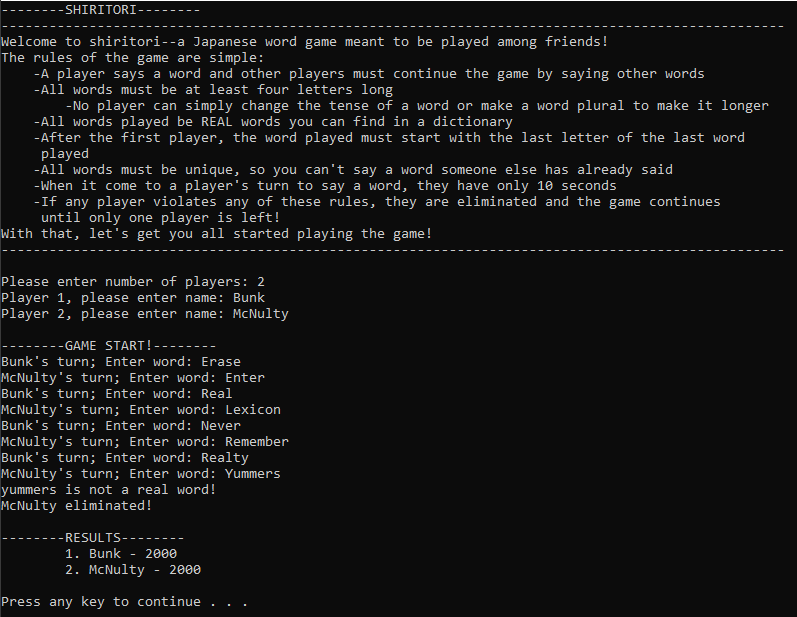 --------SHIRITORI--------
--------------------------------------------------------------------------------------------------
Welcome to shiritori--a Japanese word game meant to be played among friends!
The rules of the game are simple:
    -A player says a word and other players must continue the game by saying other words
    -All words must be at least four letters long
        -No player can simply change the tense of a word or make a word plural to make it longer
    -All words played be REAL words you can find in a dictionary
    -After the first player, the word played must start with the last letter of the last word
     played
    -All words must be unique, so you can't say a word someone else has already said
    -When it come to a player's turn to say a word, they have only 10 seconds
    -If any player violates any of these rules, they are eliminated and the game continues
     until only one player is left!
With that, let's get you all started playing the game!
--------------------------------------------------------------------------------------------------
Please enter number of players: 2
Player 1, please enter name: Bunk
Player 2, please enter name: McNulty
--------GAME START!--------
Bunk's turn; Enter word: Erase
McNulty's turn; Enter word: Enter
Bunk's turn; Enter word: Real
McNulty's turn; Enter word: Lexicon
Bunk's turn; Enter word: Never
McNulty's turn; Enter word: Remember
Bunk's turn; Enter word: Realty
McNulty's turn; Enter word: Yummers
yummers is not a real word!
McNulty eliminated!
--------RESULTS--------
        1. Bunk - 2000
        2. McNulty - 2000
Press any key to continue . . .